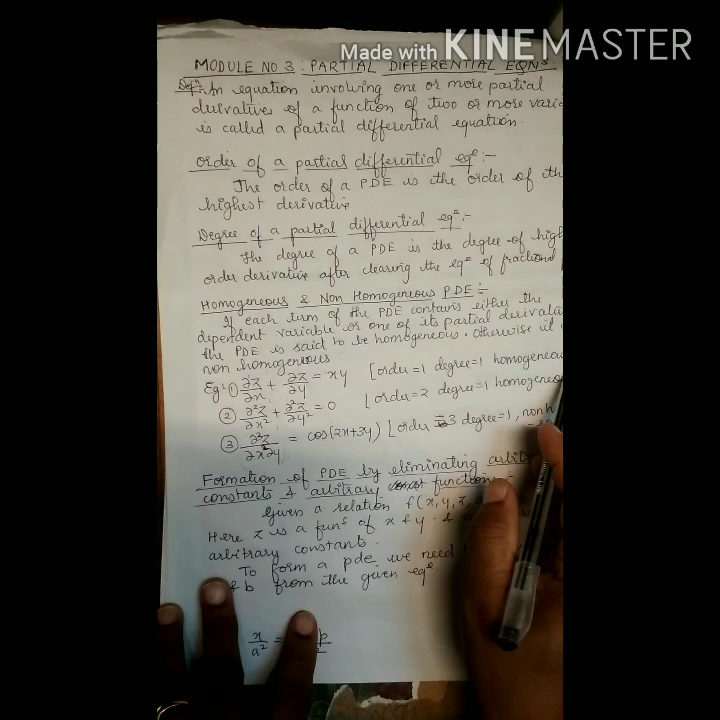 Made with KINEMASTER
MODULE NO 3 : PARTIAL DIFFERENTIAL EQNS.
Defn:- An equation involving one or more partial
derivatives of a function of two or more varia
is called a partial differential equation.
Order of a partial differential eqn:-
The order of a PDE is the order of th
highest derivative
Degree of a partial differential eqn:-
The degree of a PDE is the degree of high
order derivative after clearing the eqn of fractional
Homogeneous & Non Homogenious PDE:-
If each term of the PDE contains either the
dependent variable or one of its partial derivativ
the PDE is said to be homogeneous. Otherwise it
non homogeneous.
Eg:- ① ∂z/∂x + ∂z/∂y = xy [order=1 degree=1 homogeneou
② ∂²z/∂x² + ∂²z/∂y² = 0 [order=2 degree=1 homogeneo
③ ∂³z/∂x²∂y = cos(2x+3y) [order =3 degree=1, non h
Formation of PDE by eliminating arbit
constants & arbitrary functions:-
Given a relation f(x, y, z,
Here z is a funs of x & y. &
arbitrary constants.
To form a pde we need
& b from the given eqn.
x/a² = p